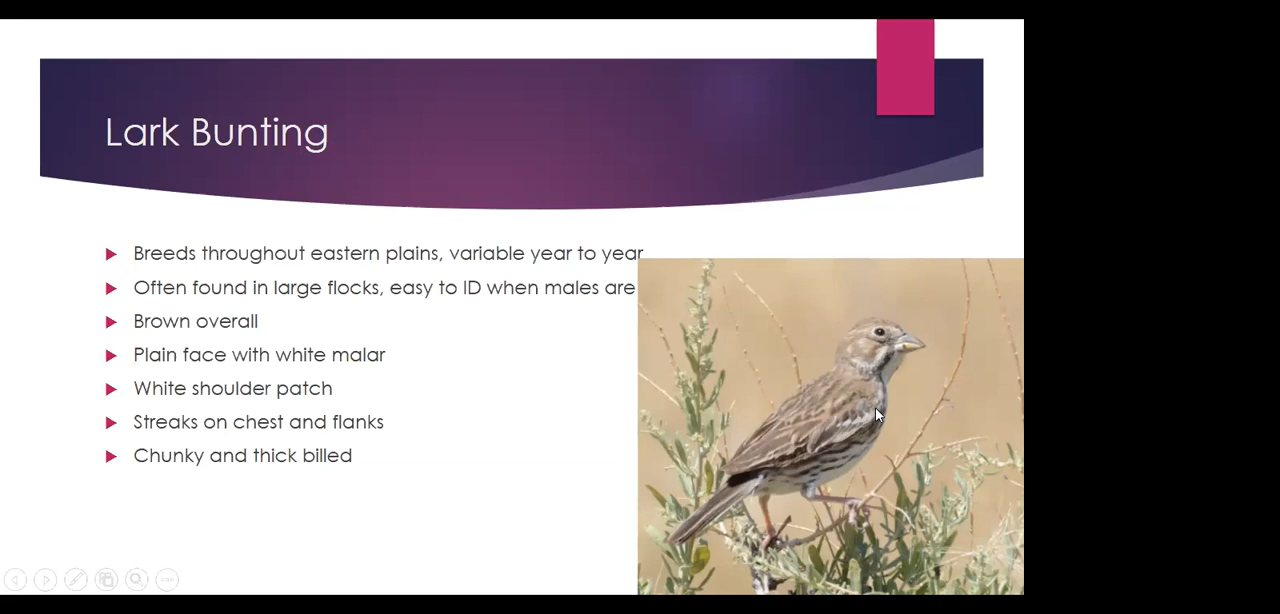 Lark Bunting
Breeds throughout eastern plains, variable year to year
Often found in large flocks, easy to ID when males are
Brown overall
Plain face with white malar
White shoulder patch
Streaks on chest and flanks
Chunky and thick billed